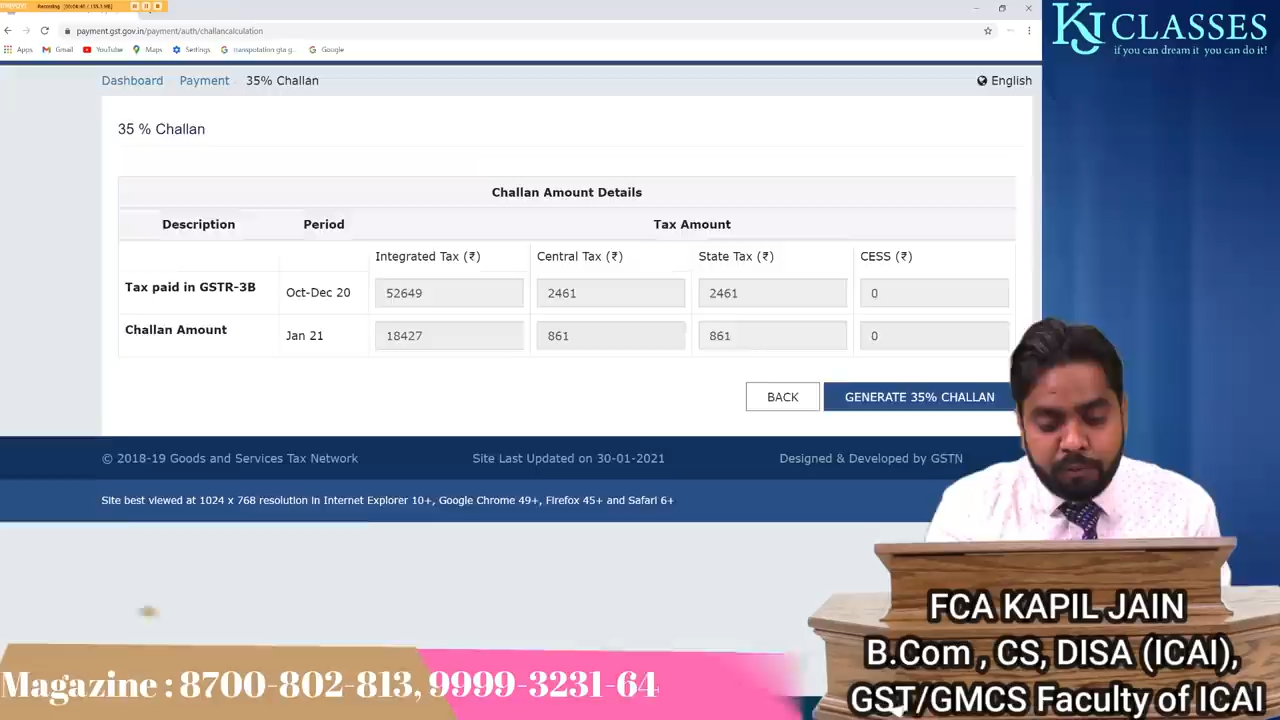 Recording
payment.gst.gov.in/payment/auth/challancalculation
Apps Gmail YouTube Maps Settings transpotation gta g... Google
KJ CLASSES
if you can dream it you can do it!
Dashboard Payment 35% Challan English
35 % Challan
Challan Amount Details
Description Period Tax Amount
Integrated Tax (₹) Central Tax (₹) State Tax (₹) CESS (₹)
Tax paid in GSTR-3B Oct-Dec 20 52649 2461 2461 0
Challan Amount Jan 21 18427 861 861 0
BACK GENERATE 35% CHALLAN
© 2018-19 Goods and Services Tax Network Site Last Updated on 30-01-2021 Designed & Developed by GSTN
Site best viewed at 1024 x 768 resolution in Internet Explorer 10+, Google Chrome 49+, Firefox 45+ and Safari 6+
FCA KAPIL JAIN
B.Com , CS, DISA (ICAI),
GST/GMCS Faculty of ICAI
Magazine : 8700-802-813, 9999-3231-64